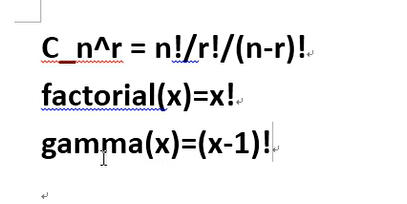 C_n^r = n!/r!/(n-r)!
factorial(x)=x!
gamma(x)=(x-1)!